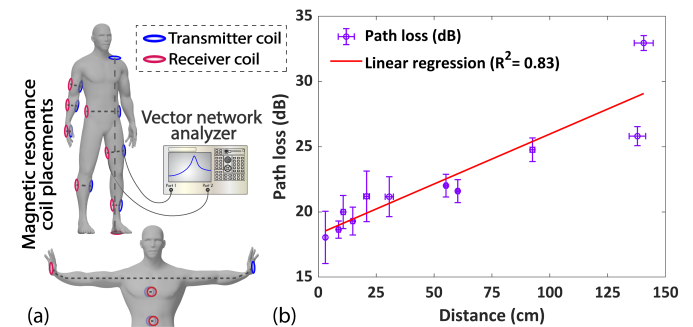 Transmitter coil
Receiver coil
Magnetic resonance
coil placements
Vector network
analyzer
Port 1
Port 2
(a)
35
30
25
20
15
Path loss (dB)
Path loss (dB)
Linear regression (R²= 0.83)
0
25
50
75
100
125
150
Distance (cm)
(b)